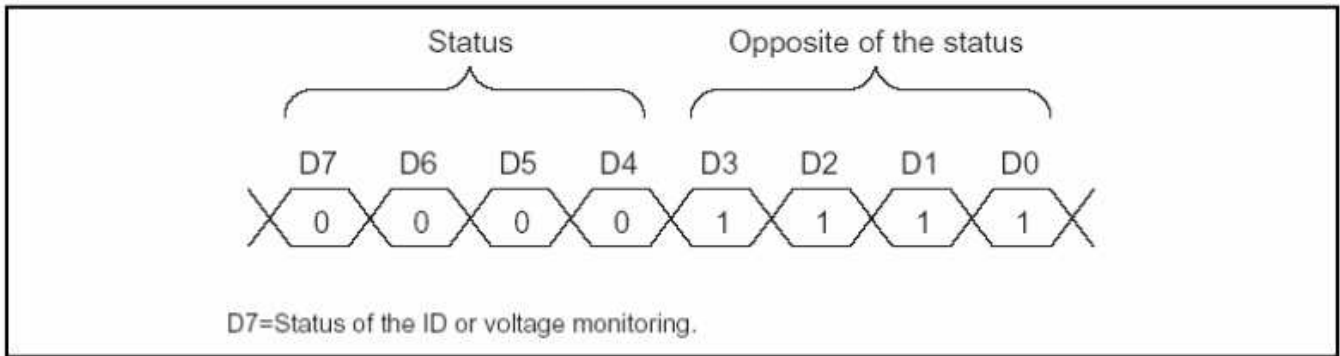 Status Opposite of the status
D7 D6 D5 D4 D3 D2 D1 D0
0 0 0 0 1 1 1 1
D7=Status of the ID or voltage monitoring.